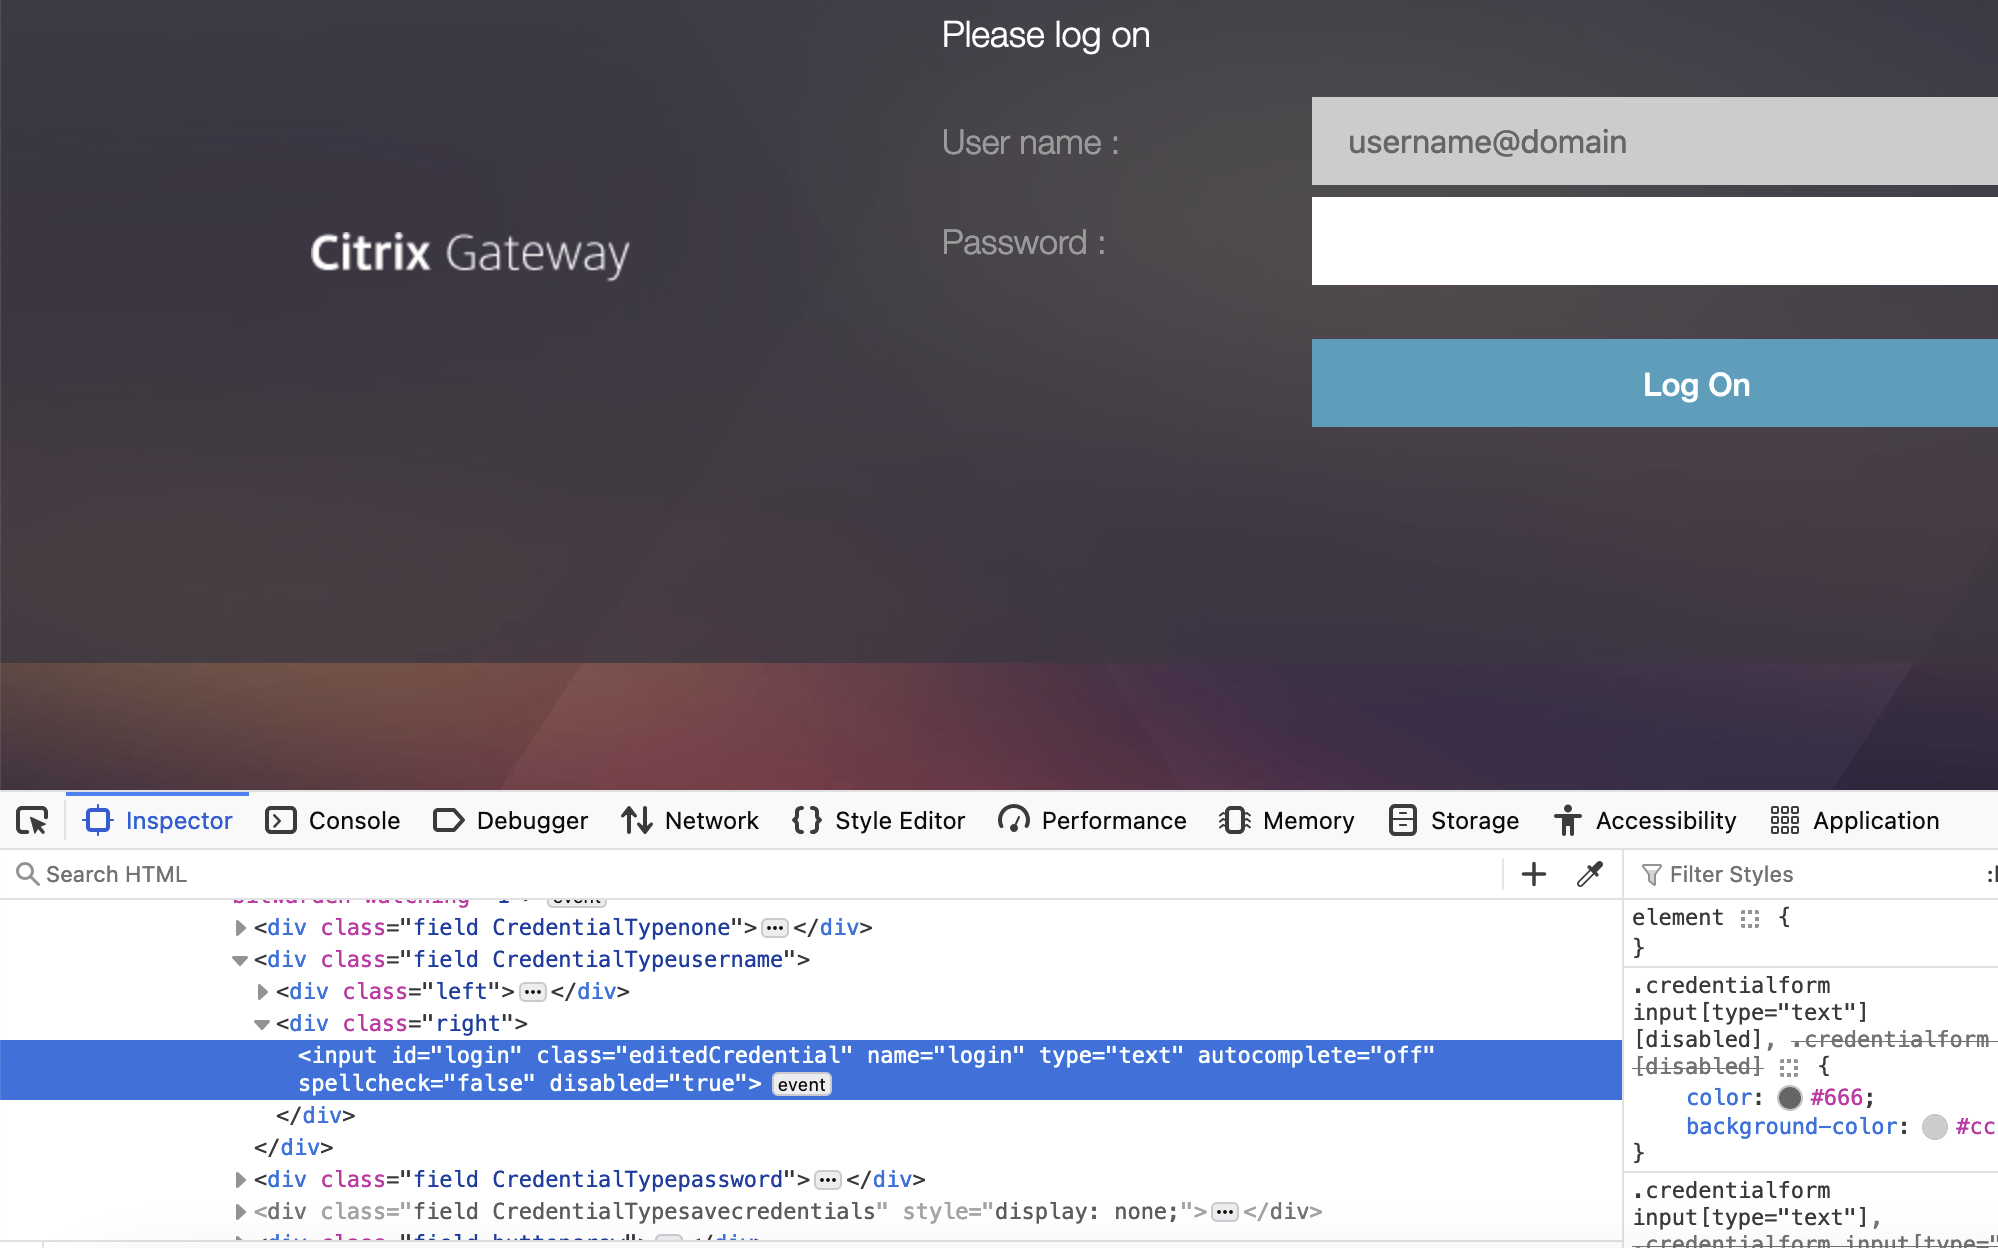 Please log on
User name :
username@domain
Password :
Citrix Gateway
Log On
Inspector
Console
Debugger
Network
Style Editor
Performance
Memory
Storage
Accessibility
Application
Search HTML
Filter Styles
<div class="field CredentialTypenone"> ••• </div>
<div class="field CredentialTypeusername">
<div class="left"> ••• </div>
<div class="right">
<input id="login" class="editedCredential" name="login" type="text" autocomplete="off"
spellcheck="false" disabled="true"> event
</div>
</div>
<div class="field CredentialTypepassword"> ••• </div>
<div class="field CredentialTypesavecredentials" style="display: none;"> ••• </div>
element {
}
.credentialform
input[type="text"]
[disabled], .credentialform
[disabled] {
color: #666;
background-color: #cc
}
.credentialform
input[type="text"],
.credentialform input[type="